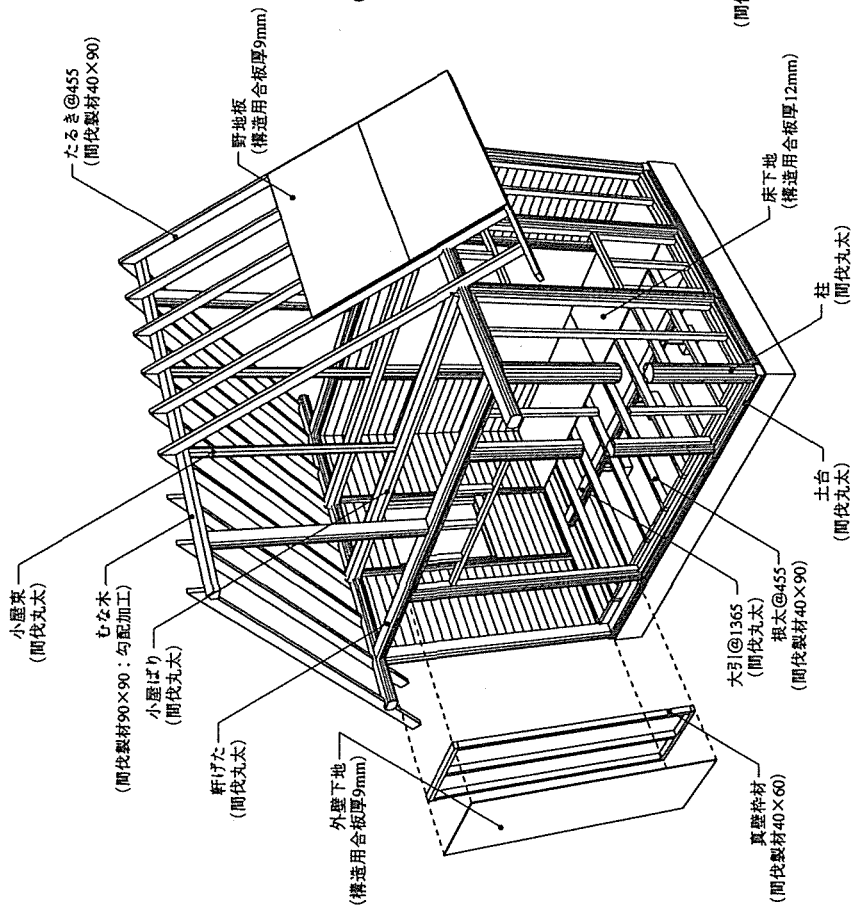 たるき@455
(間伐製材40×90)
野地板
(構造用合板厚9mm)
床下地
(構造用合板厚12mm)
柱
(間伐丸太)
土台
(間伐丸太)
小屋束
(間伐丸太)
むな木
(間伐製材90×90:勾配加工)
小屋ばり
(間伐丸太)
軒げた
(間伐丸太)
外壁下地
(構造用合板厚9mm)
大引@1365
(間伐丸太)
根太@455
(間伐製材40×90)
真壁枠材
(間伐製材40×60)
(間伐